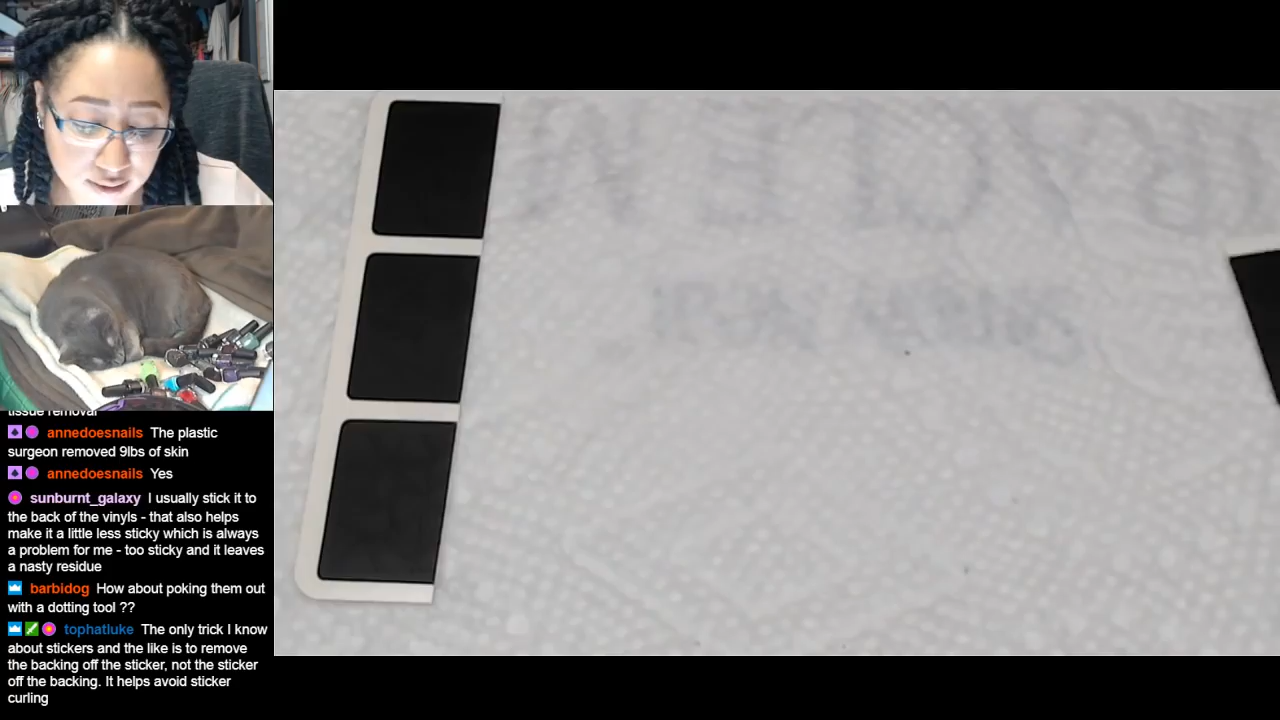 tissue removal
annedoesnails The plastic
surgeon removed 9lbs of skin
annedoesnails Yes
sunburnt_galaxy I usually stick it to
the back of the vinyls - that also helps
make it a little less sticky which is always
a problem for me - too sticky and it leaves
a nasty residue
barbidog How about poking them out
with a dotting tool ??
tophatluke The only trick I know
about stickers and the like is to remove
the backing off the sticker, not the sticker
off the backing. It helps avoid sticker
curling